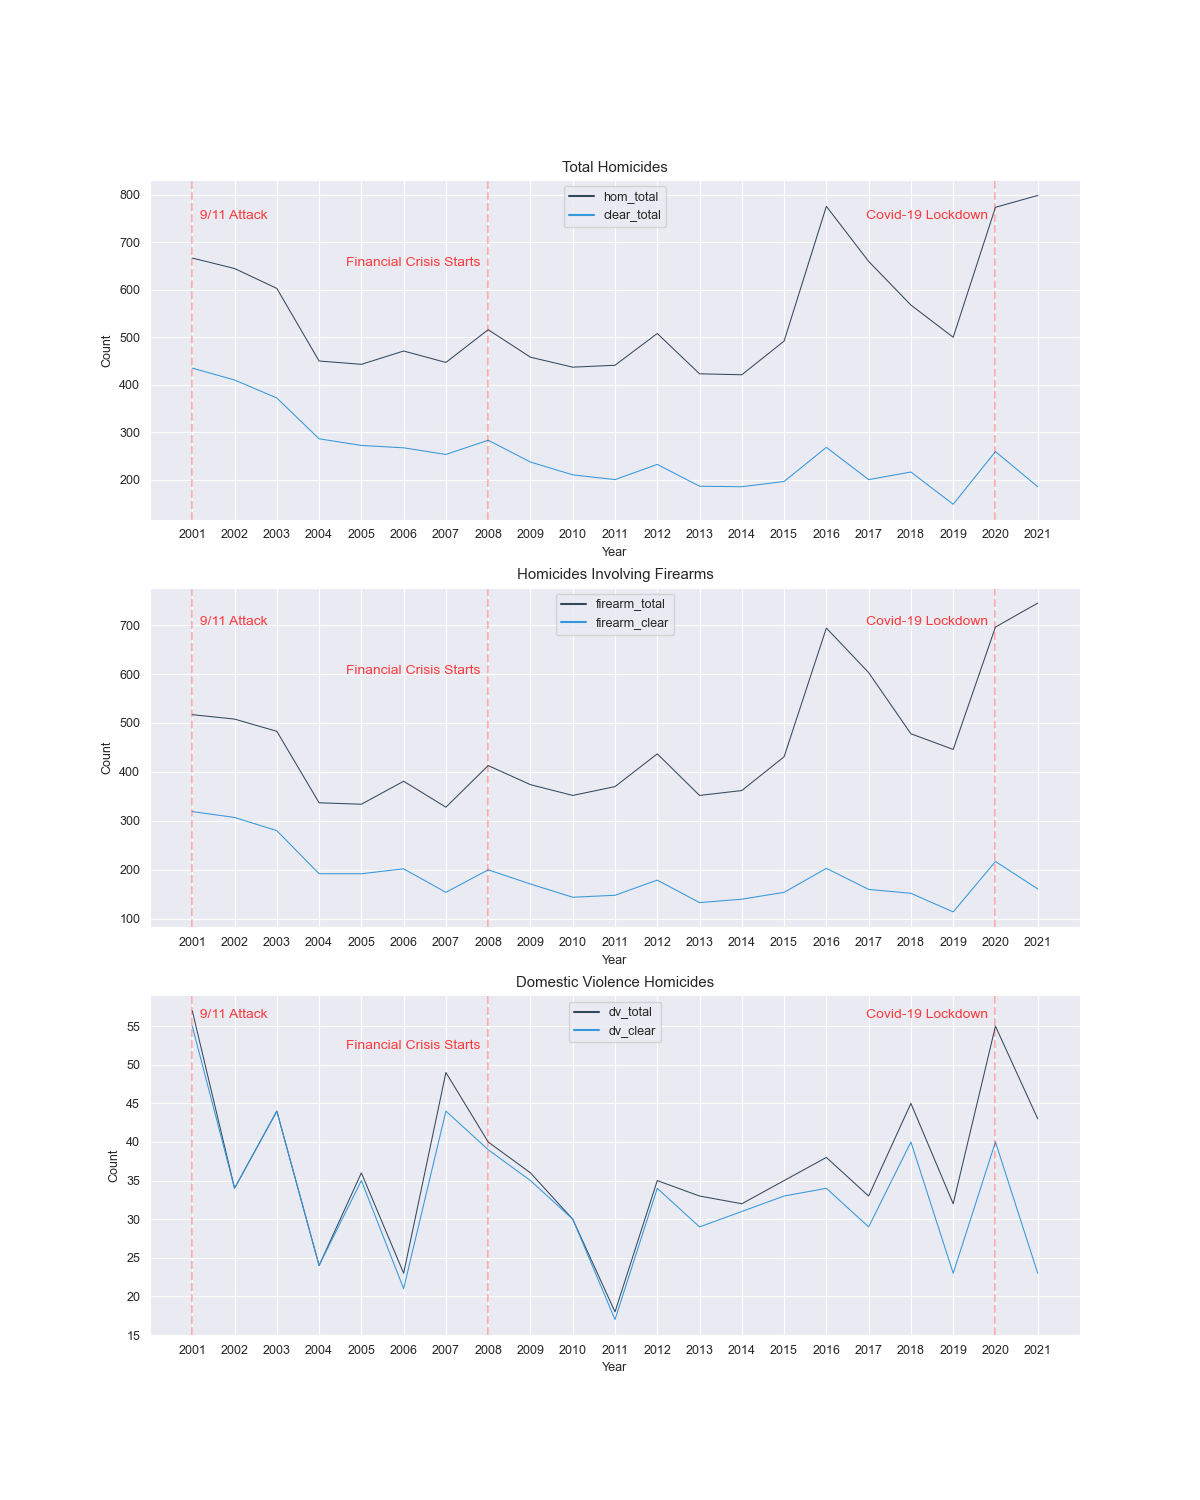 Total Homicides
800
700
600
500
400
300
200
Count
9/11 Attack
Financial Crisis Starts
Covid-19 Lockdown
hom_total
clear_total
2001 2002 2003 2004 2005 2006 2007 2008 2009 2010 2011 2012 2013 2014 2015 2016 2017 2018 2019 2020 2021
Year
Homicides Involving Firearms
700
600
500
400
300
200
100
Count
9/11 Attack
Financial Crisis Starts
Covid-19 Lockdown
firearm_total
firearm_clear
2001 2002 2003 2004 2005 2006 2007 2008 2009 2010 2011 2012 2013 2014 2015 2016 2017 2018 2019 2020 2021
Year
Domestic Violence Homicides
55
50
45
40
35
30
25
20
15
Count
9/11 Attack
Financial Crisis Starts
Covid-19 Lockdown
dv_total
dv_clear
2001 2002 2003 2004 2005 2006 2007 2008 2009 2010 2011 2012 2013 2014 2015 2016 2017 2018 2019 2020 2021
Year